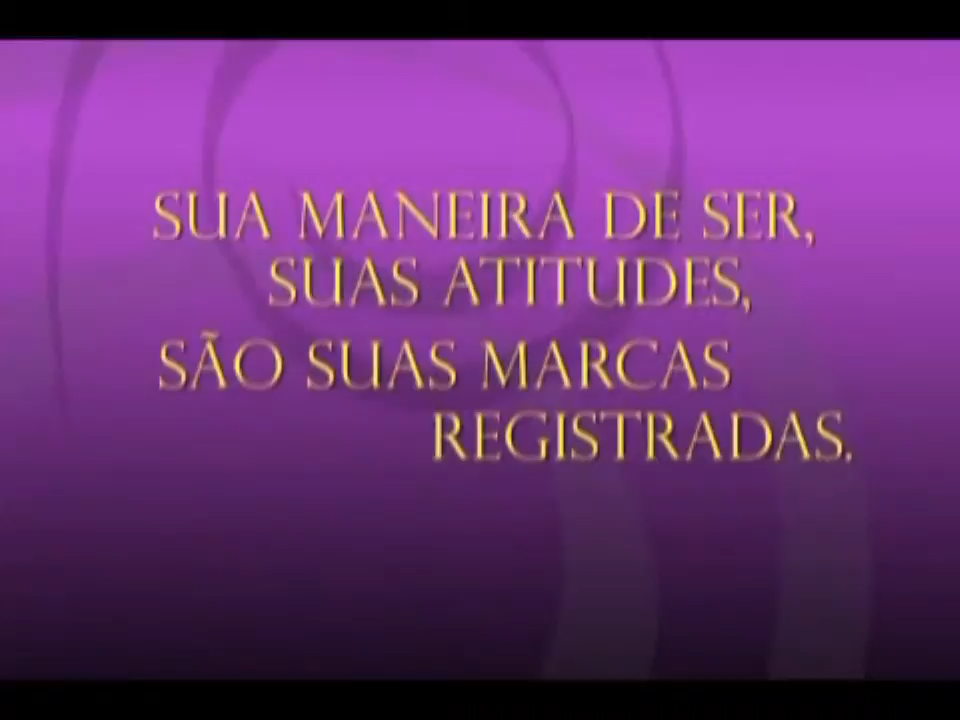 SUA MANEIRA DE SER,
SUAS ATITUDES,
SÃO SUAS MARCAS
REGISTRADAS.